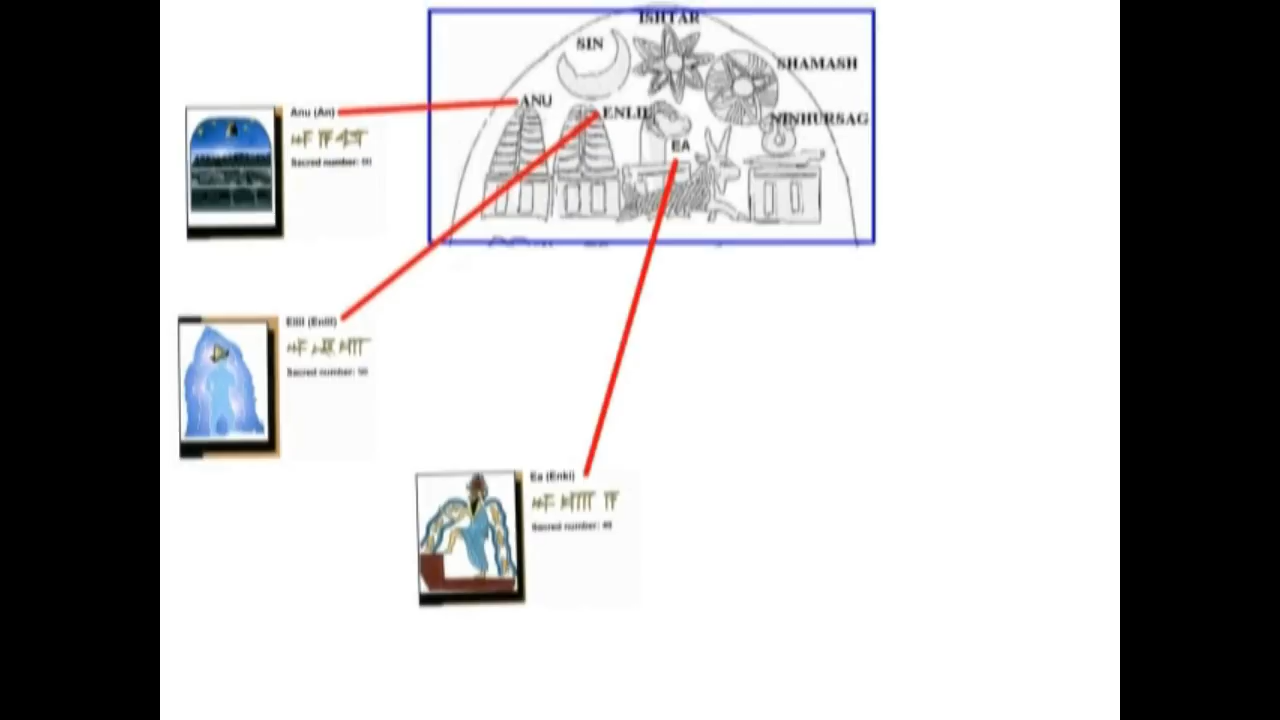 ISHTAR
SIN
SHAMASH
ANU
ENLIL
NINHURSAG
EA
Anu (An)
Sacred number: 60
Ellil (Enlil)
Sacred number: 50
Ea (Enki)
Sacred number: 40